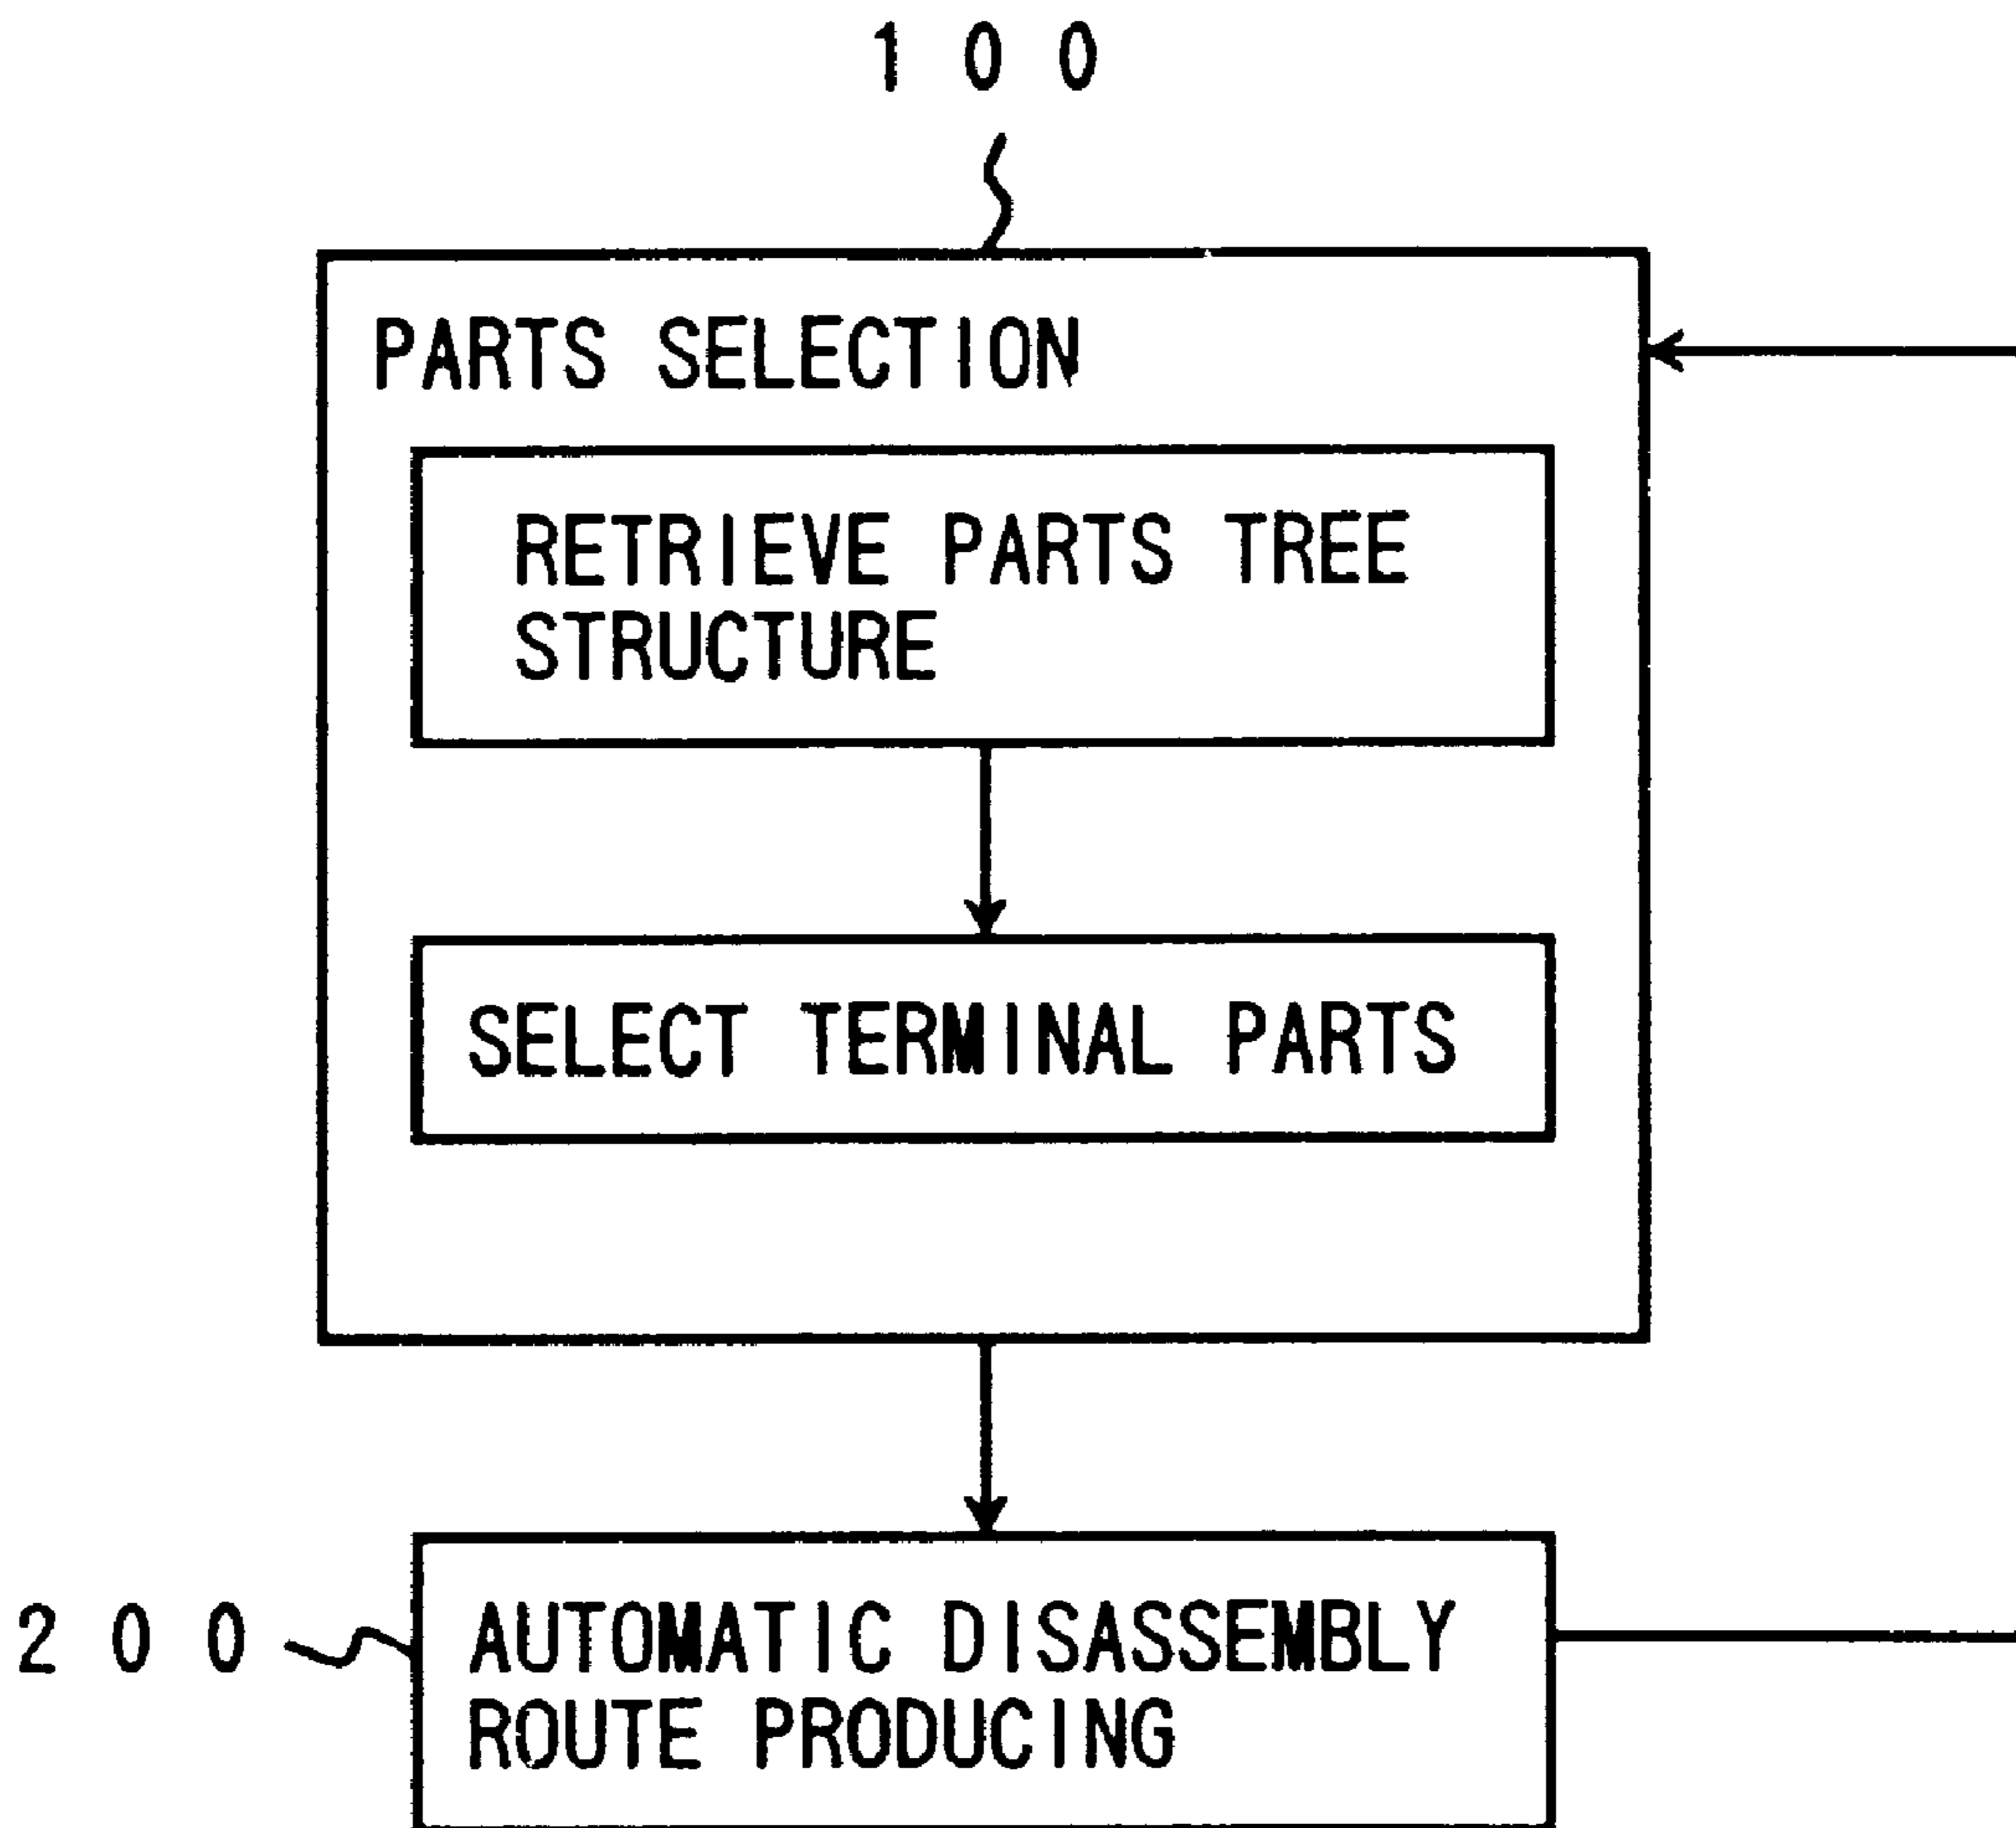 100
PARTS SELECTION
RETRIEVE PARTS TREE
STRUCTURE
SELECT TERMINAL PARTS
200
AUTOMATIC DISASSEMBLY
ROUTE PRODUCING